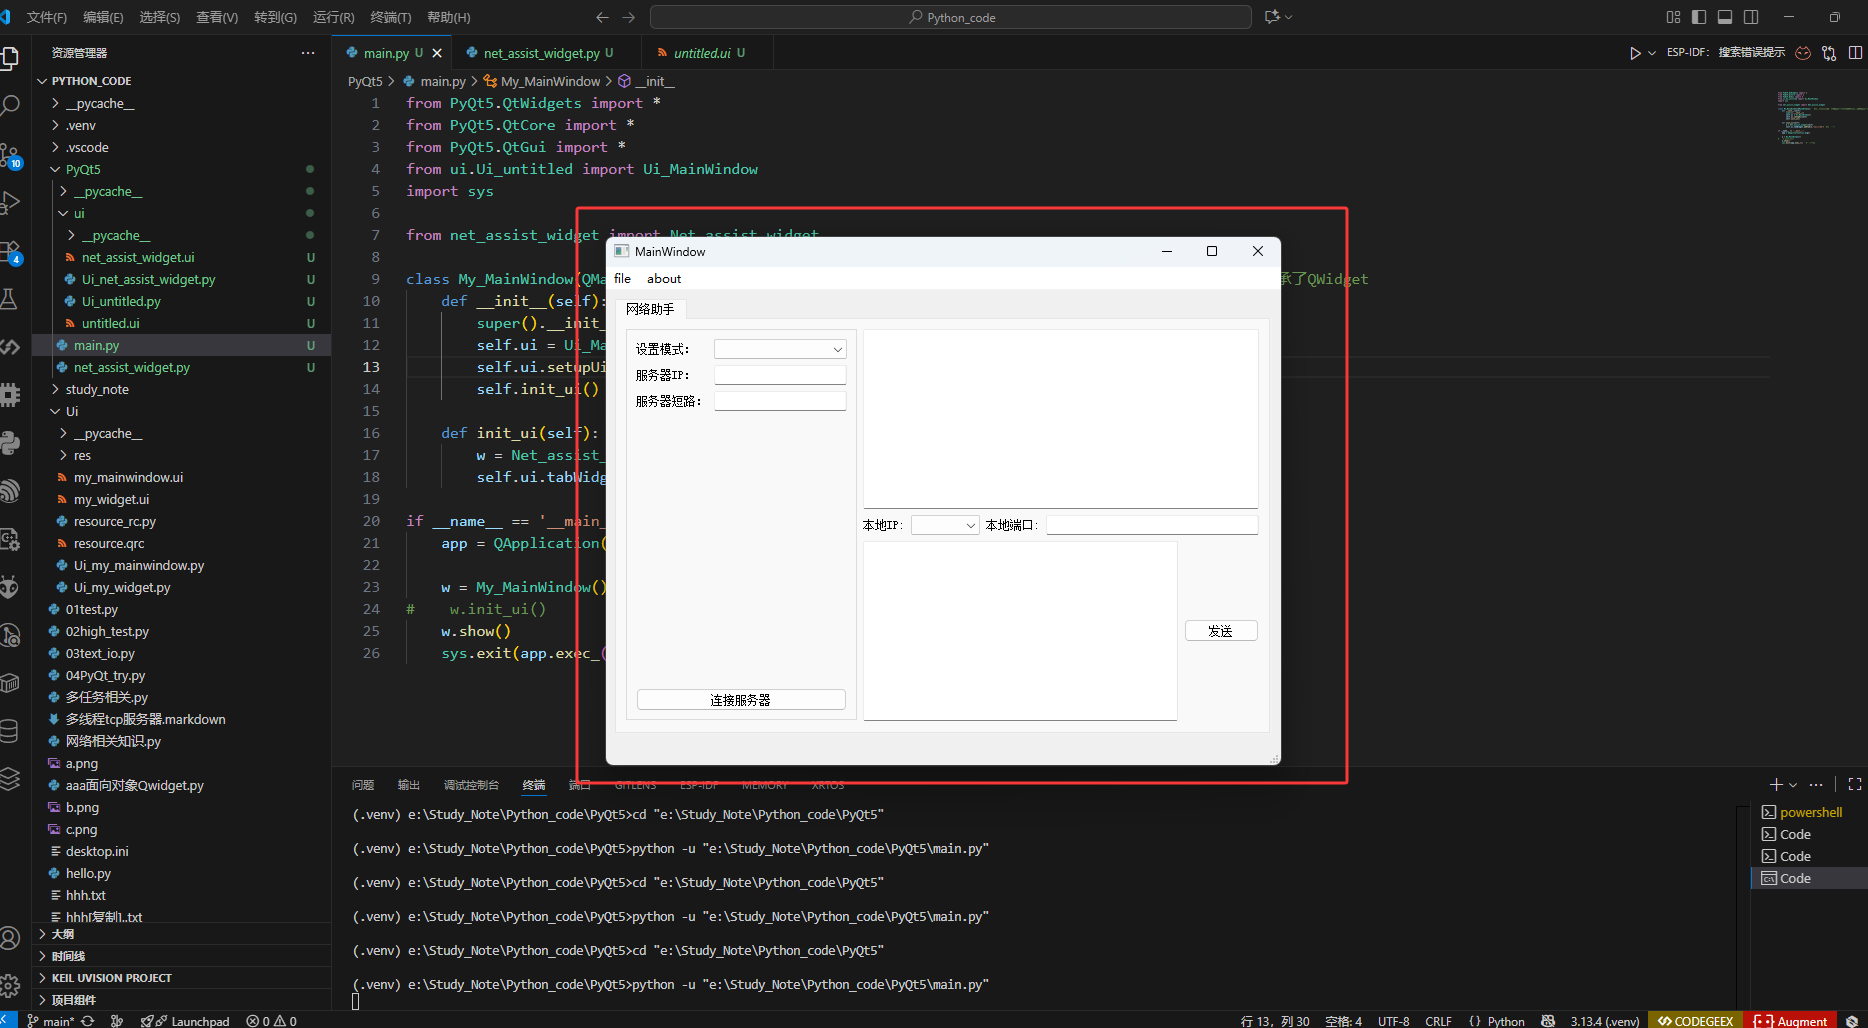 文件(F) 编辑(E) 选择(S) 查看(V) 转到(G) 运行(R) 终端(T) 帮助(H)
Python_code
资源管理器
main.py U
net_assist_widget.py U
untitled.ui U
ESP-IDF: 搜索错误提示
PYTHON_CODE
__pycache__
.venv
.vscode
PyQt5
__pycache__
ui
__pycache__
net_assist_widget.ui U
Ui_net_assist_widget.py U
Ui_untitled.py U
untitled.ui U
main.py U
net_assist_widget.py U
study_note
Ui
__pycache__
res
my_mainwindow.ui
my_widget.ui
resource_rc.py
resource.qrc
Ui_my_mainwindow.py
Ui_my_widget.py
01test.py
02high_test.py
03text_io.py
04PyQt_try.py
多任务相关.py
多线程tcp服务器.markdown
网络相关知识.py
a.png
aaa面向对象Qwidget.py
b.png
c.png
desktop.ini
hello.py
hhh.txt
大纲
时间线
KEIL UVISION PROJECT
项目组件
10
4
PyQt5 > main.py > My_MainWindow > __init__
1 from PyQt5.QtWidgets import *
2 from PyQt5.QtCore import *
3 from PyQt5.QtGui import *
4 from ui.Ui_untitled import Ui_MainWindow
5 import sys
6
7 from net_assist_widget import Net_assist_widget
8
9 class My_MainWindow(QMa 承了QWidget
10 def __init__(self):
11 super().__init_
12 self.ui = Ui_Ma
13 self.ui.setupUi
14 self.init_ui()
15
16 def init_ui(self):
17 w = Net_assist_
18 self.ui.tabWidg
19
20 if __name__ == '__main_
21 app = QApplication(
22
23 w = My_MainWindow()
24 # w.init_ui()
25 w.show()
26 sys.exit(app.exec_(
MainWindow
file about
网络助手
设置模式:
服务器IP:
服务器短路:
连接服务器
本地IP: 本地端口:
发送
问题 输出 调试控制台 终端 端口 GITLENS ESP-IDF MEMORY XRTOS
(.venv) e:\Study_Note\Python_code\PyQt5>cd "e:\Study_Note\Python_code\PyQt5"
(.venv) e:\Study_Note\Python_code\PyQt5>python -u "e:\Study_Note\Python_code\PyQt5\main.py"
(.venv) e:\Study_Note\Python_code\PyQt5>cd "e:\Study_Note\Python_code\PyQt5"
(.venv) e:\Study_Note\Python_code\PyQt5>python -u "e:\Study_Note\Python_code\PyQt5\main.py"
(.venv) e:\Study_Note\Python_code\PyQt5>cd "e:\Study_Note\Python_code\PyQt5"
(.venv) e:\Study_Note\Python_code\PyQt5>python -u "e:\Study_Note\Python_code\PyQt5\main.py"
powershell
Code
Code
Code
main* Launchpad 0 0 行 13，列 30 空格: 4 UTF-8 CRLF {} Python 3.13.4 (.venv) CODEGEEX Augment